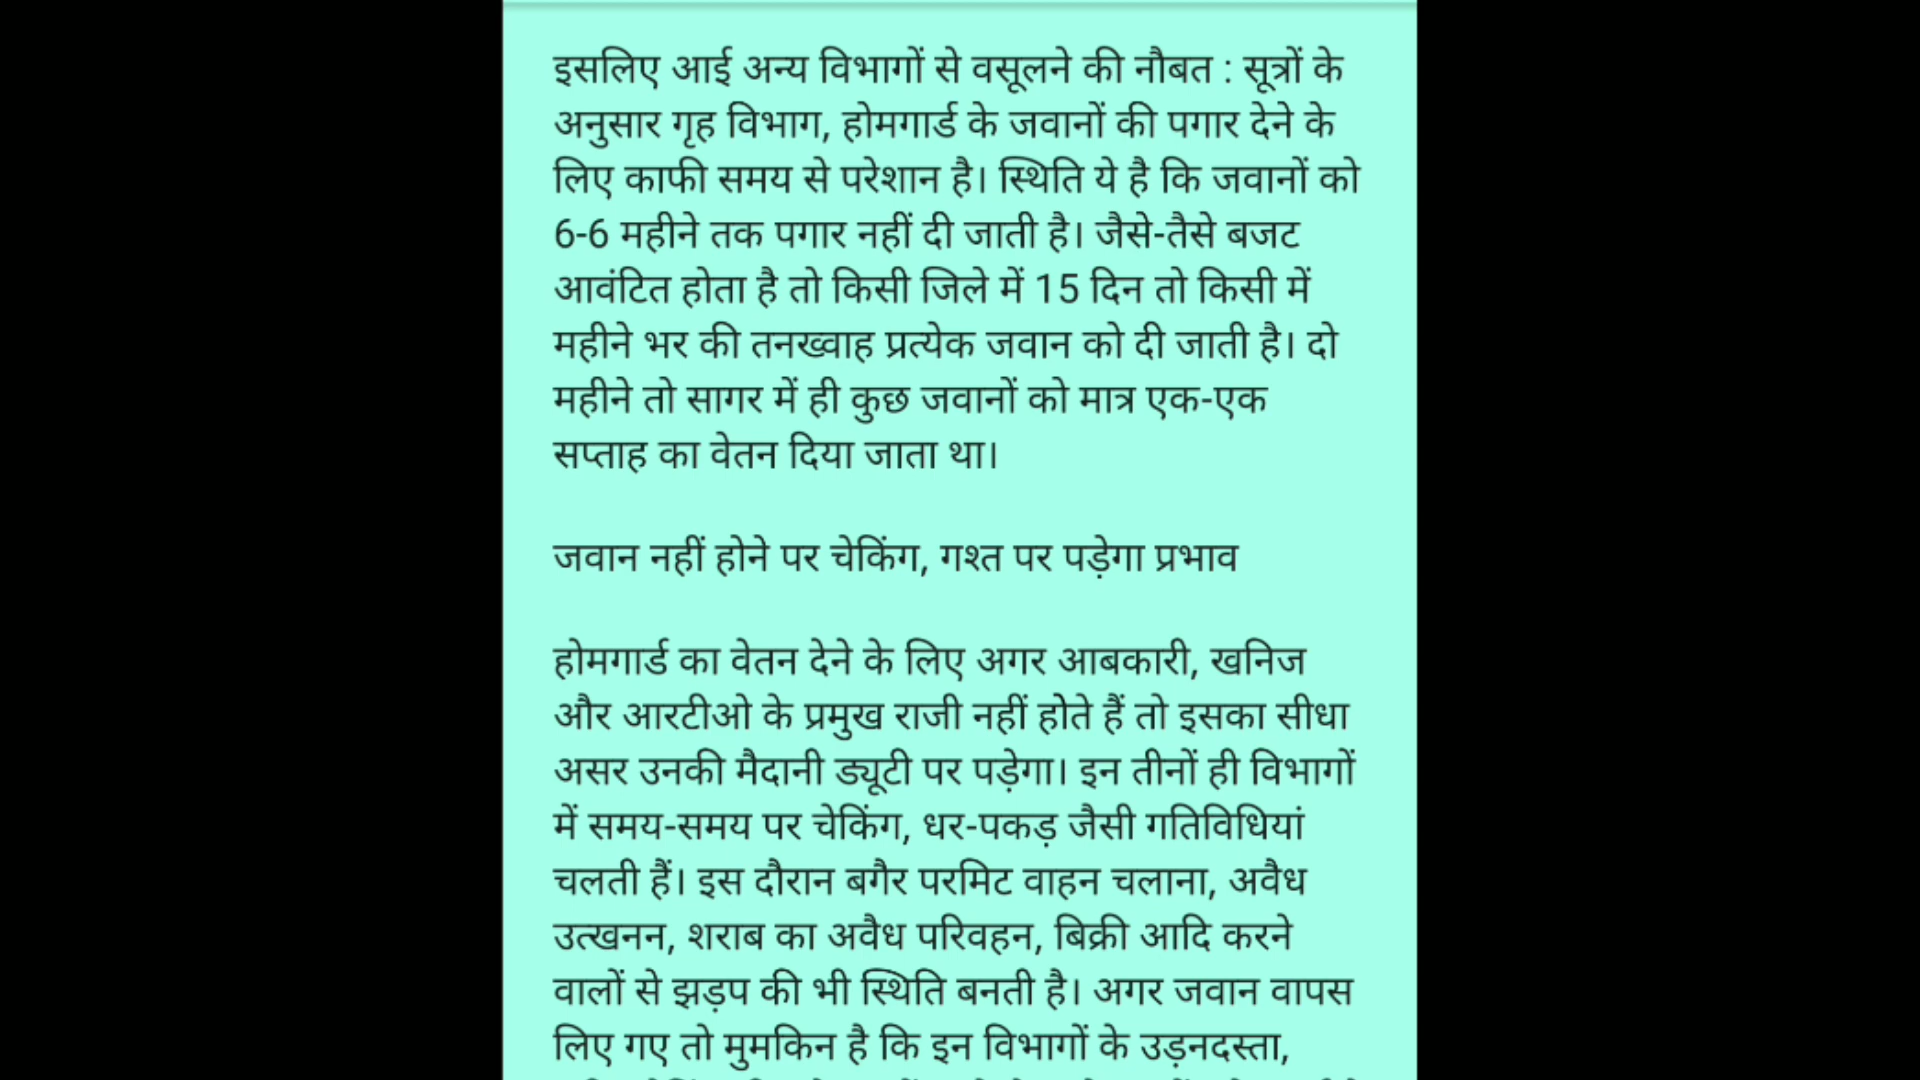 इसलिए आई अन्य विभागों से वसूलने की नौबत : सूत्रों के
अनुसार गृह विभाग, होमगार्ड के जवानों की पगार देने के
लिए काफी समय से परेशान है। स्थिति ये है कि जवानों को
6-6 महीने तक पगार नहीं दी जाती है। जैसे-तैसे बजट
आवंटित होता है तो किसी जिले में 15 दिन तो किसी में
महीने भर की तनख्वाह प्रत्येक जवान को दी जाती है। दो
महीने तो सागर में ही कुछ जवानों को मात्र एक-एक
सप्ताह का वेतन दिया जाता था।
जवान नहीं होने पर चेकिंग, गश्त पर पड़ेगा प्रभाव
होमगार्ड का वेतन देने के लिए अगर आबकारी, खनिज
और आरटीओ के प्रमुख राजी नहीं होते हैं तो इसका सीधा
असर उनकी मैदानी ड्यूटी पर पड़ेगा। इन तीनों ही विभागों
में समय-समय पर चेकिंग, धर-पकड़ जैसी गतिविधियां
चलती हैं। इस दौरान बगैर परमिट वाहन चलाना, अवैध
उत्खनन, शराब का अवैध परिवहन, बिक्री आदि करने
वालों से झड़प की भी स्थिति बनती है। अगर जवान वापस
लिए गए तो मुमकिन है कि इन विभागों के उड़नदस्ता,